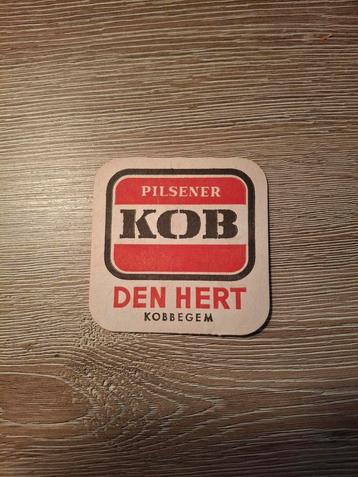 PILSENER
KOB
DEN HERT
KOBBEGEM